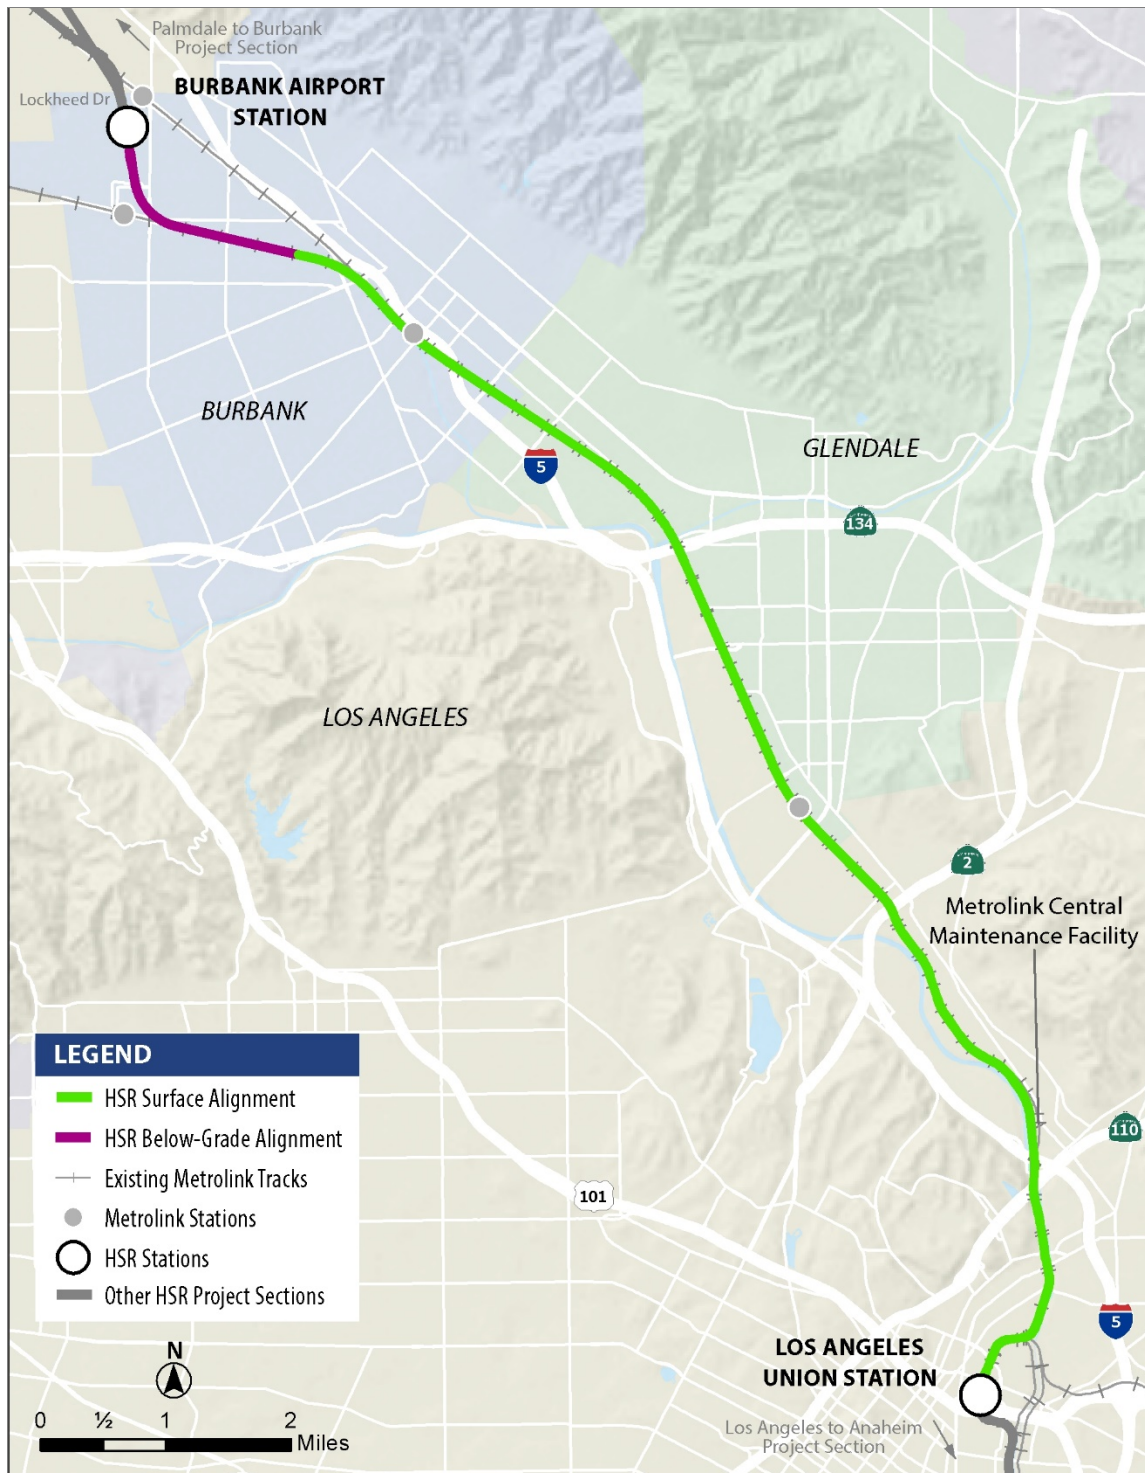 Palmdale to Burbank
Project Section
BURBANK AIRPORT
STATION
Lockheed Dr
BURBANK
GLENDALE
5
134
LOS ANGELES
2
Metrolink Central
Maintenance Facility
LEGEND
HSR Surface Alignment
HSR Below-Grade Alignment
Existing Metrolink Tracks
Metrolink Stations
HSR Stations
Other HSR Project Sections
110
101
5
N
0 ½ 1 2
Miles
LOS ANGELES
UNION STATION
Los Angeles to Anaheim
Project Section